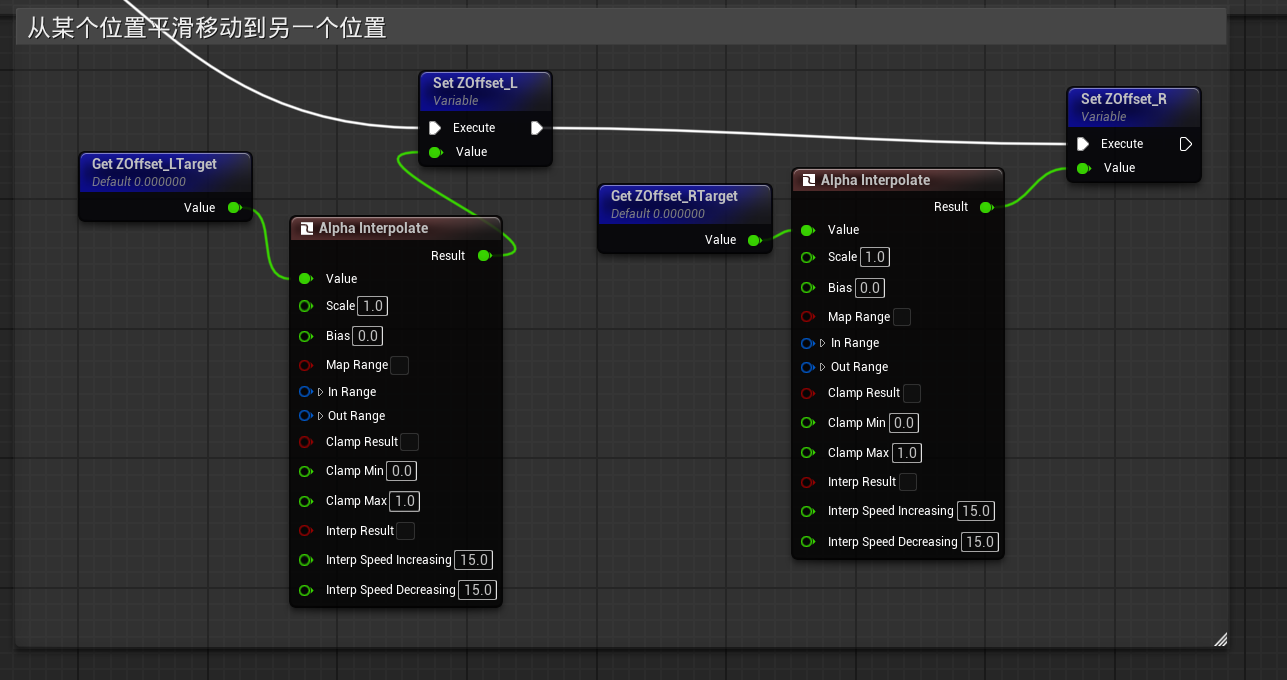 从某个位置平滑移动到另一个位置
Set ZOffset_L
Variable
Execute
Value
Get ZOffset_LTarget
Default 0.000000
Value
Alpha Interpolate
Result
Value
Scale 1.0
Bias 0.0
Map Range
In Range
Out Range
Clamp Result
Clamp Min 0.0
Clamp Max 1.0
Interp Result
Interp Speed Increasing 15.0
Interp Speed Decreasing 15.0
Get ZOffset_RTarget
Default 0.000000
Value
Alpha Interpolate
Result
Value
Scale 1.0
Bias 0.0
Map Range
In Range
Out Range
Clamp Result
Clamp Min 0.0
Clamp Max 1.0
Interp Result
Interp Speed Increasing 15.0
Interp Speed Decreasing 15.0
Set ZOffset_R
Variable
Execute
Value